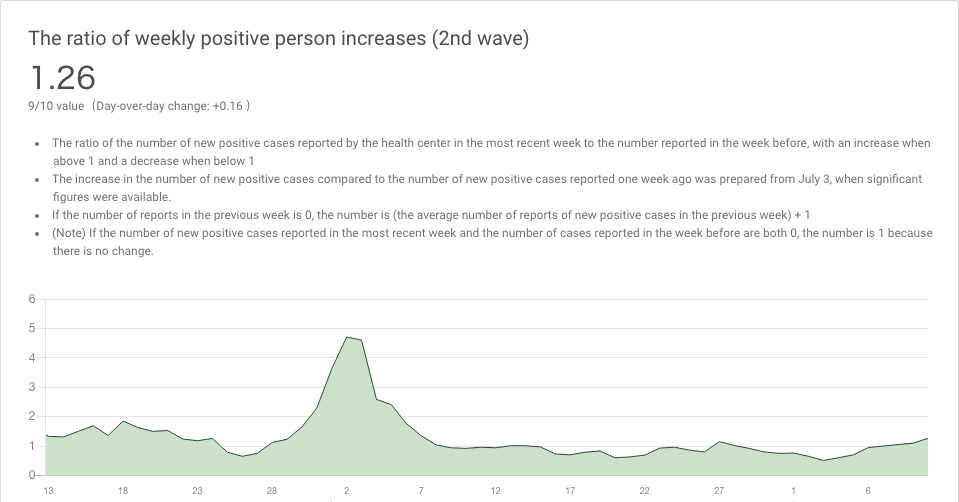 The ratio of weekly positive person increases (2nd wave)
1.26
9/10 value（Day-over-day change: +0.16 ）
• The ratio of the number of new positive cases reported by the health center in the most recent week to the number reported in the week before, with an increase when
above 1 and a decrease when below 1
• The increase in the number of new positive cases compared to the number of new positive cases reported one week ago was prepared from July 3, when significant
figures were available.
• If the number of reports in the previous week is 0, the number is (the average number of reports of new positive cases in the previous week) + 1
• (Note) If the number of new positive cases reported in the most recent week and the number of cases reported in the week before are both 0, the number is 1 because
there is no change.
6
5
4
3
2
1
0
13 18 23 28 2 7 12 17 22 27 1 6